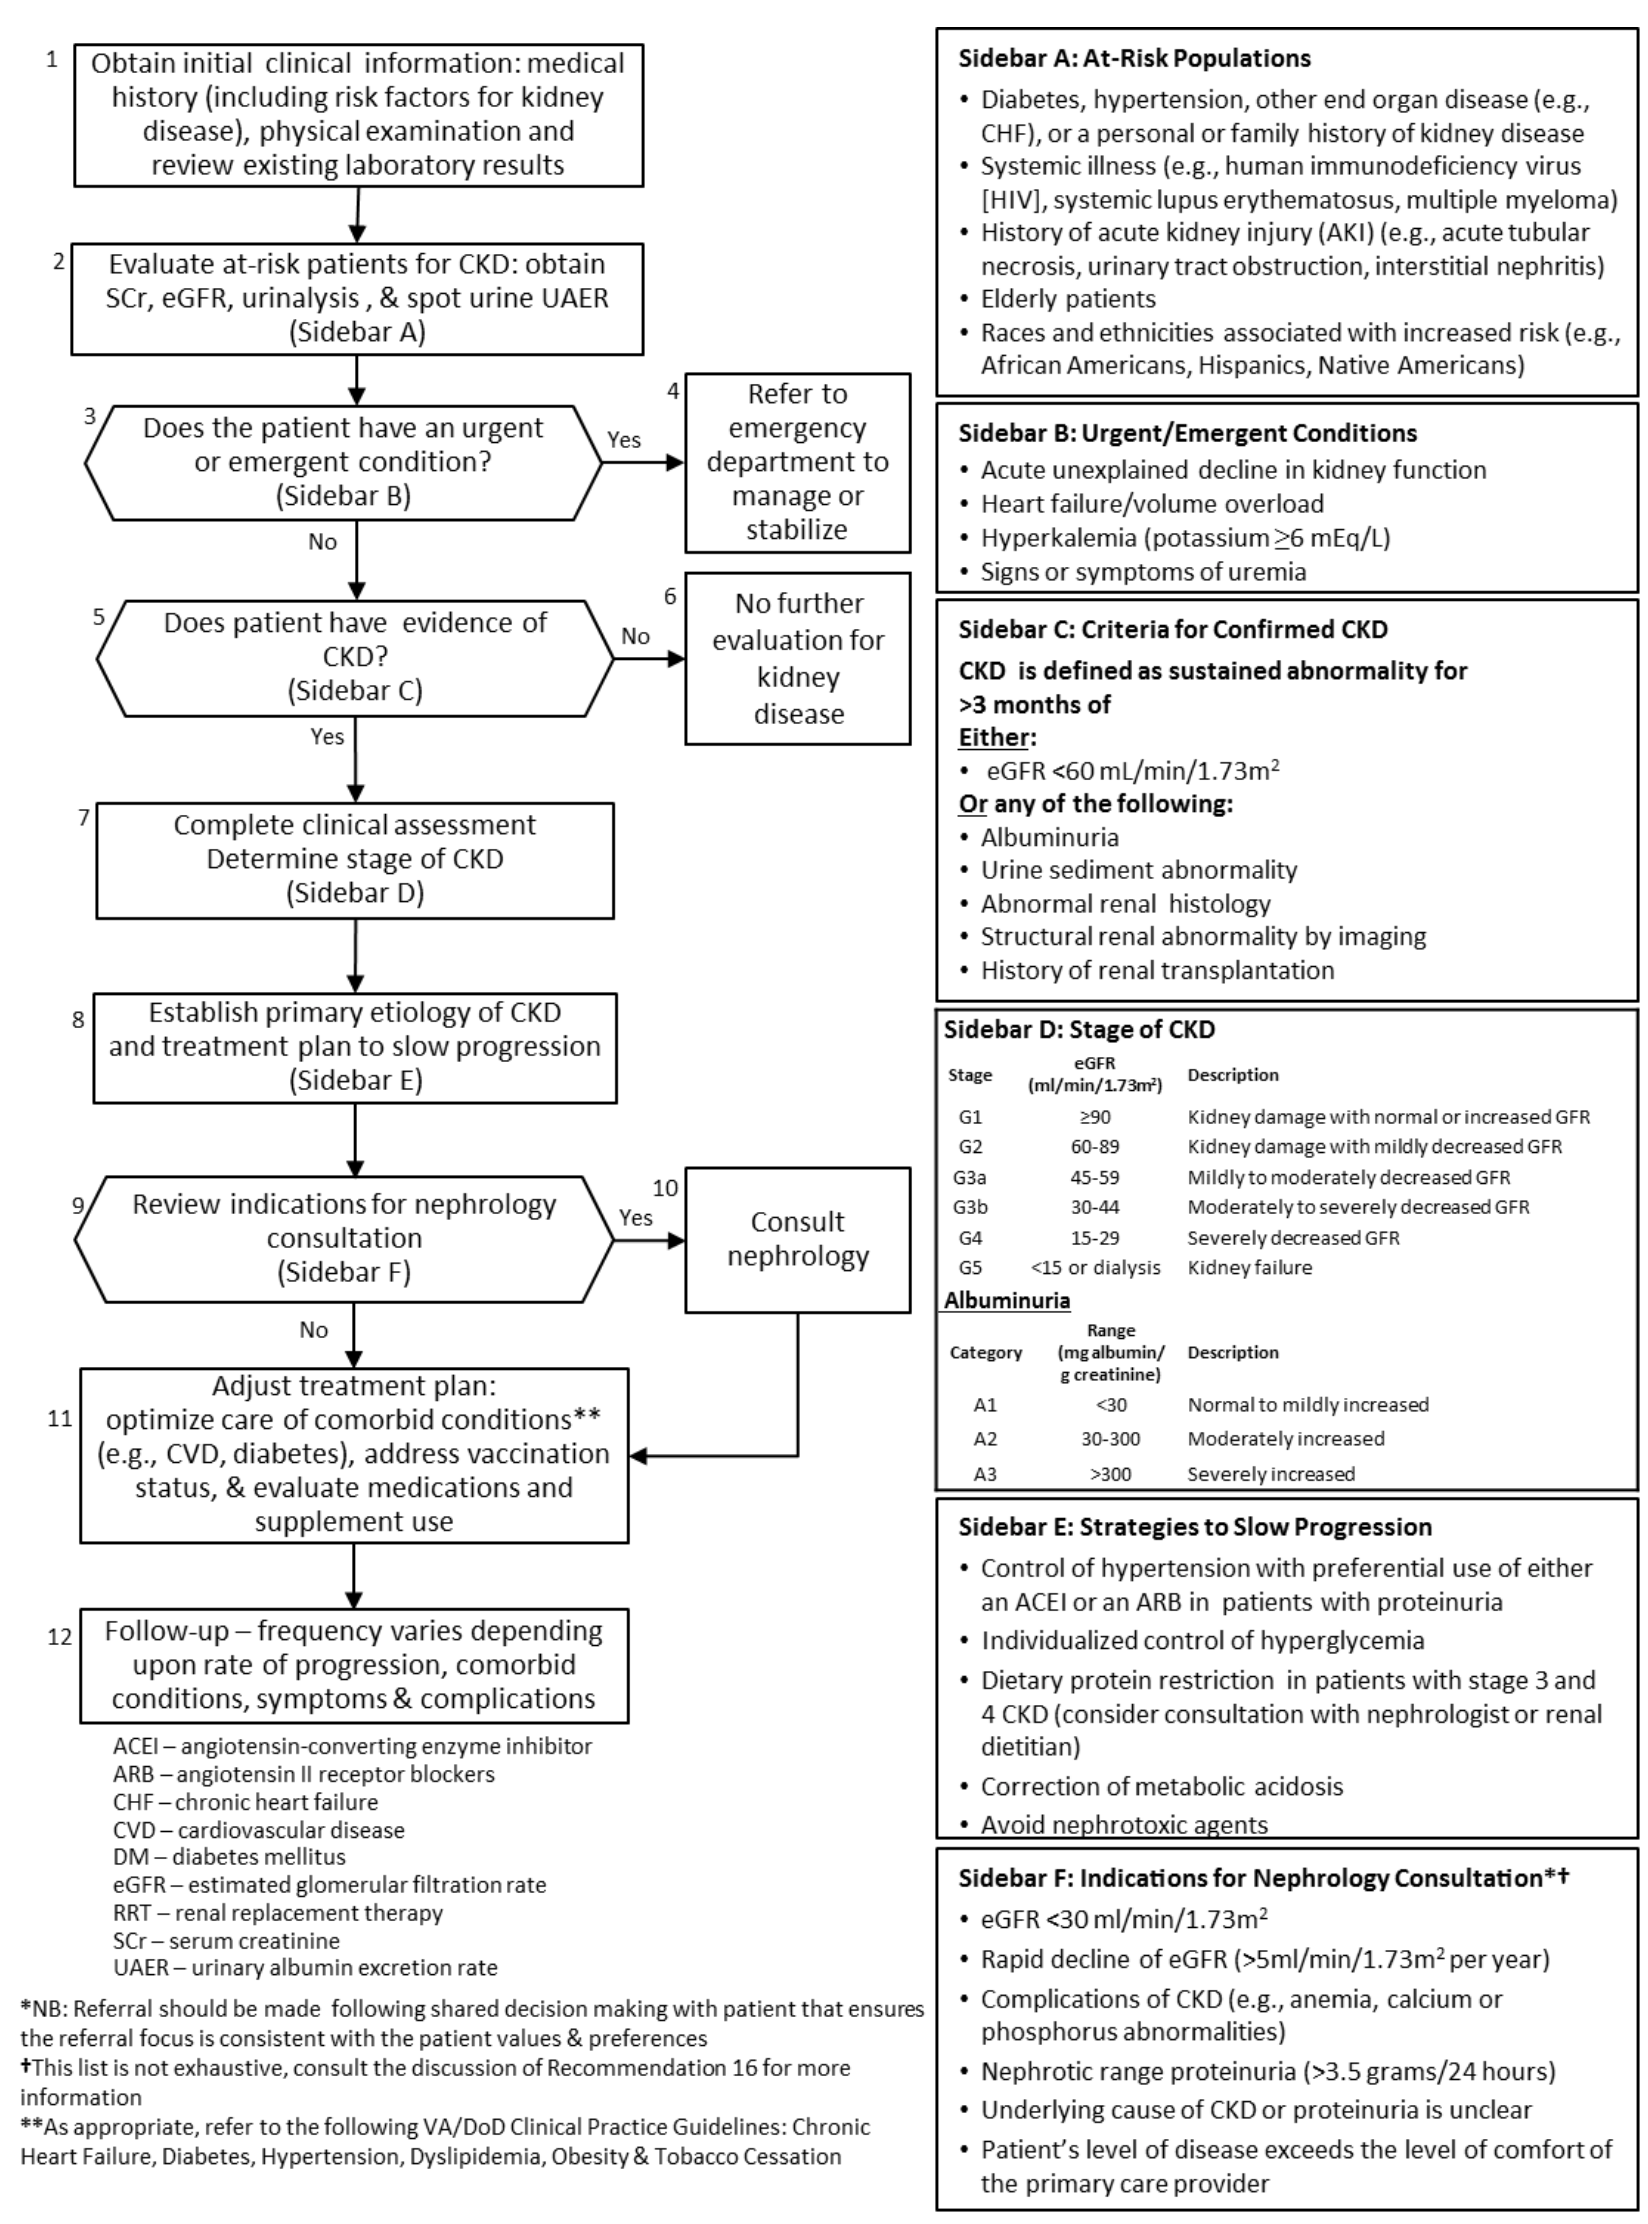 1
Obtain initial clinical information: medical
history (including risk factors for kidney
disease), physical examination and
review existing laboratory results
2
Evaluate at-risk patients for CKD: obtain
SCr, eGFR, urinalysis , & spot urine UAER
(Sidebar A)
3
Does the patient have an urgent
or emergent condition?
(Sidebar B)
Yes
4
Refer to
emergency
department to
manage or
stabilize
No
5
Does patient have evidence of
CKD?
(Sidebar C)
No
6
No further
evaluation for
kidney
disease
Yes
7
Complete clinical assessment
Determine stage of CKD
(Sidebar D)
8
Establish primary etiology of CKD
and treatment plan to slow progression
(Sidebar E)
9
Review indications for nephrology
consultation
(Sidebar F)
Yes
10
Consult
nephrology
No
11
Adjust treatment plan:
optimize care of comorbid conditions**
(e.g., CVD, diabetes), address vaccination
status, & evaluate medications and
supplement use
12
Follow-up – frequency varies depending
upon rate of progression, comorbid
conditions, symptoms & complications
ACEI – angiotensin-converting enzyme inhibitor
ARB – angiotensin II receptor blockers
CHF – chronic heart failure
CVD – cardiovascular disease
DM – diabetes mellitus
eGFR – estimated glomerular filtration rate
RRT – renal replacement therapy
SCr – serum creatinine
UAER – urinary albumin excretion rate
*NB: Referral should be made following shared decision making with patient that ensures
the referral focus is consistent with the patient values & preferences
†This list is not exhaustive, consult the discussion of Recommendation 16 for more
information
**As appropriate, refer to the following VA/DoD Clinical Practice Guidelines: Chronic
Heart Failure, Diabetes, Hypertension, Dyslipidemia, Obesity & Tobacco Cessation
Sidebar A: At-Risk Populations
• Diabetes, hypertension, other end organ disease (e.g.,
CHF), or a personal or family history of kidney disease
• Systemic illness (e.g., human immunodeficiency virus
[HIV], systemic lupus erythematosus, multiple myeloma)
• History of acute kidney injury (AKI) (e.g., acute tubular
necrosis, urinary tract obstruction, interstitial nephritis)
• Elderly patients
• Races and ethnicities associated with increased risk (e.g.,
African Americans, Hispanics, Native Americans)
Sidebar B: Urgent/Emergent Conditions
• Acute unexplained decline in kidney function
• Heart failure/volume overload
• Hyperkalemia (potassium ≥6 mEq/L)
• Signs or symptoms of uremia
Sidebar C: Criteria for Confirmed CKD
CKD is defined as sustained abnormality for
>3 months of
Either:
• eGFR <60 mL/min/1.73m²
Or any of the following:
• Albuminuria
• Urine sediment abnormality
• Abnormal renal histology
• Structural renal abnormality by imaging
• History of renal transplantation
Sidebar D: Stage of CKD
Stage eGFR (ml/min/1.73m²) Description
G1 ≥90 Kidney damage with normal or increased GFR
G2 60-89 Kidney damage with mildly decreased GFR
G3a 45-59 Mildly to moderately decreased GFR
G3b 30-44 Moderately to severely decreased GFR
G4 15-29 Severely decreased GFR
G5 <15 or dialysis Kidney failure
Albuminuria
Category Range (mg albumin/ g creatinine) Description
A1 <30 Normal to mildly increased
A2 30-300 Moderately increased
A3 >300 Severely increased
Sidebar E: Strategies to Slow Progression
• Control of hypertension with preferential use of either
an ACEI or an ARB in patients with proteinuria
• Individualized control of hyperglycemia
• Dietary protein restriction in patients with stage 3 and
4 CKD (consider consultation with nephrologist or renal
dietitian)
• Correction of metabolic acidosis
• Avoid nephrotoxic agents
Sidebar F: Indications for Nephrology Consultation*†
• eGFR <30 ml/min/1.73m²
• Rapid decline of eGFR (>5ml/min/1.73m² per year)
• Complications of CKD (e.g., anemia, calcium or
phosphorus abnormalities)
• Nephrotic range proteinuria (>3.5 grams/24 hours)
• Underlying cause of CKD or proteinuria is unclear
• Patient's level of disease exceeds the level of comfort of
the primary care provider